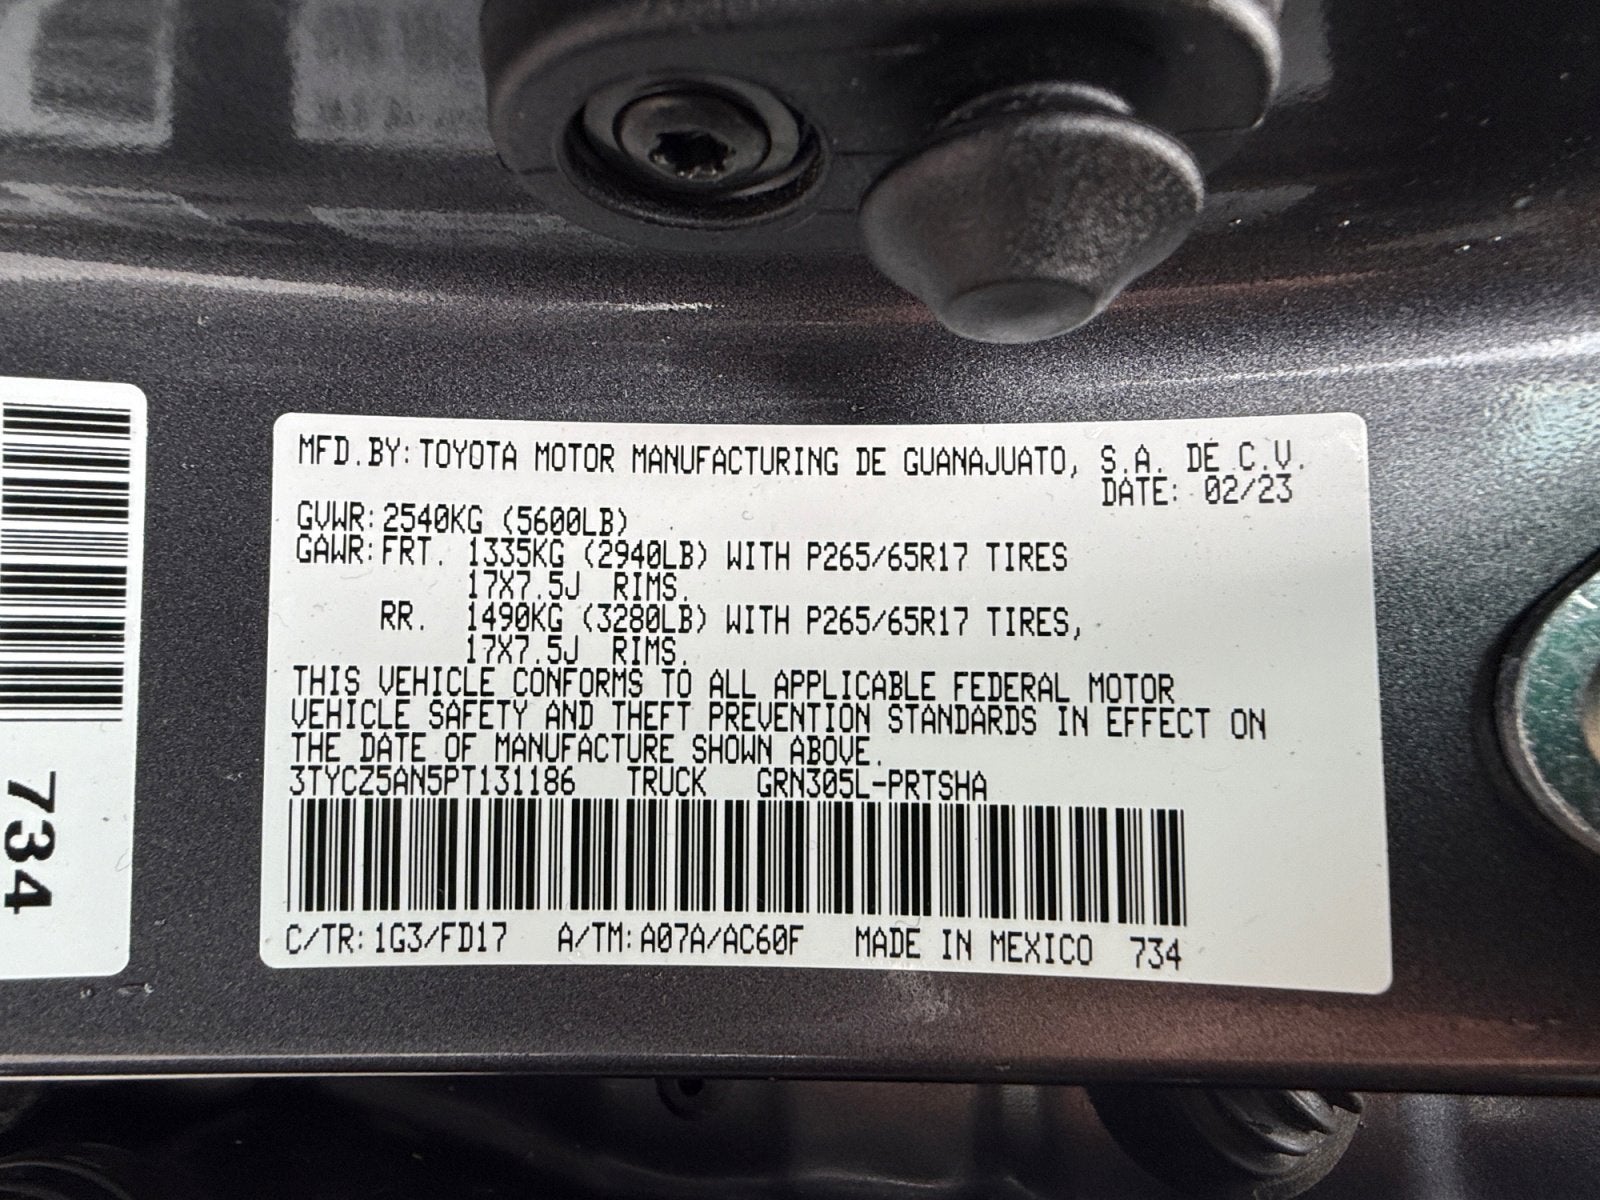 MFD.BY: TOYOTA MOTOR MANUFACTURING DE GUANAJUATO, S.A. DE C.V.
DATE: 02/23
GVWR: 2540KG (5600LB)
GAWR: FRT. 1335KG (2940LB) WITH P265/65R17 TIRES
17X7.5J RIMS.
RR. 1490KG (3280LB) WITH P265/65R17 TIRES,
17X7.5J RIMS.
THIS VEHICLE CONFORMS TO ALL APPLICABLE FEDERAL MOTOR
VEHICLE SAFETY AND THEFT PREVENTION STANDARDS IN EFFECT ON
THE DATE OF MANUFACTURE SHOWN ABOVE.
3TYCZ5AN5PT131186 TRUCK GRN305L-PRTSHA
C/TR: 1G3/FD17 A/TM: A07A/AC60F MADE IN MEXICO 734
734